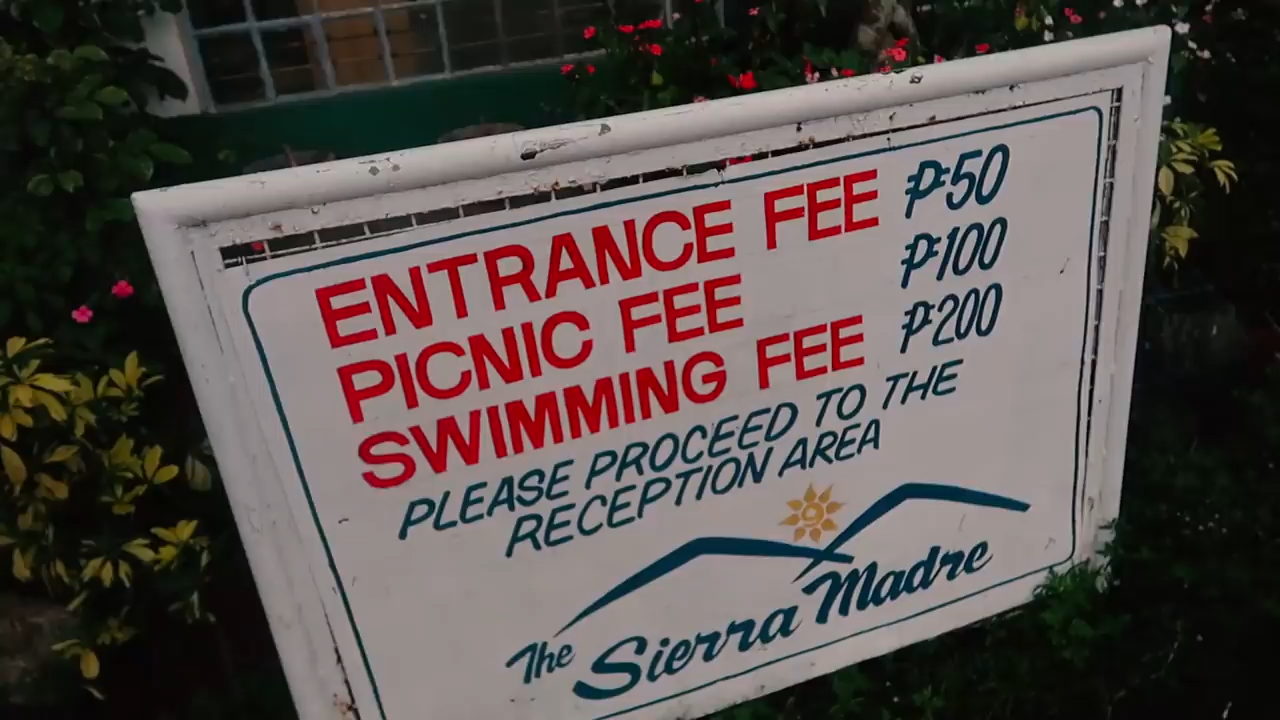 ENTRANCE FEE ₱50
PICNIC FEE ₱100
SWIMMING FEE ₱200
PLEASE PROCEED TO THE
RECEPTION AREA
The Sierra Madre